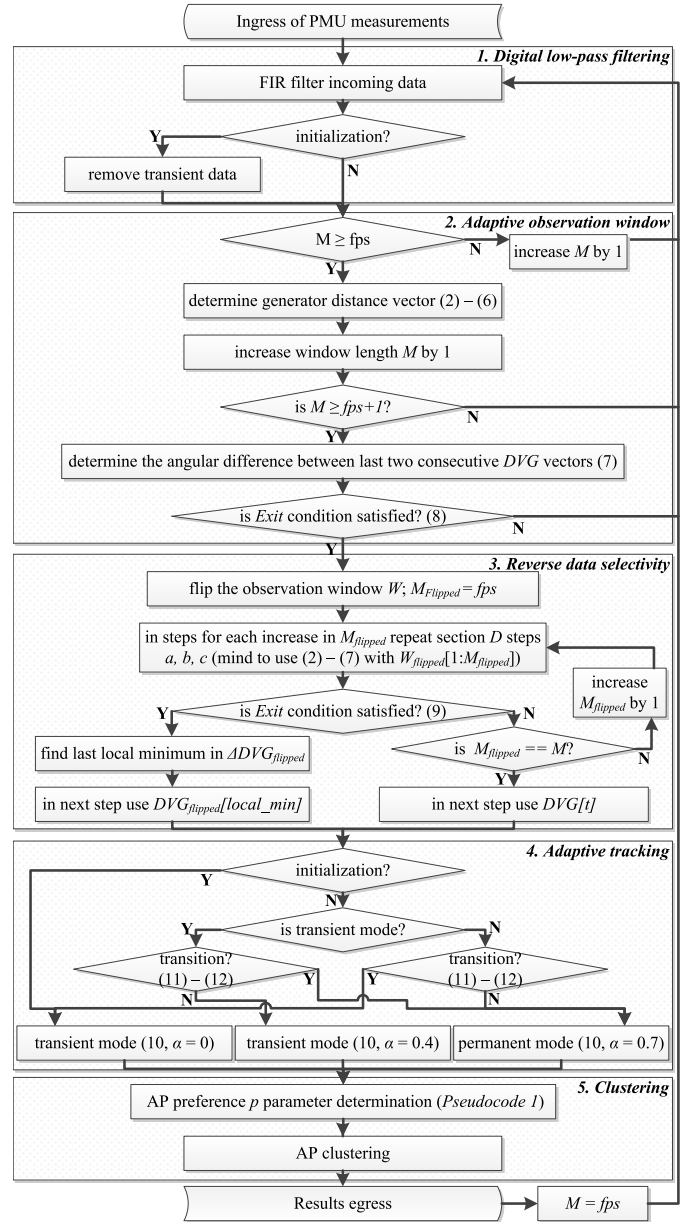 Ingress of PMU measurements
1. Digital low-pass filtering
FIR filter incoming data
initialization?
Y
N
remove transient data
2. Adaptive observation window
M ≥ fps
N
increase M by 1
Y
determine generator distance vector (2) – (6)
increase window length M by 1
is M ≥ fps+1?
N
Y
determine the angular difference between last two consecutive DVG vectors (7)
is Exit condition satisfied? (8)
N
Y
3. Reverse data selectivity
flip the observation window W; MFlipped = fps
in steps for each increase in Mflipped repeat section D steps
a, b, c (mind to use (2) – (7) with Wflipped[1:Mflipped])
increase
Mflipped by 1
is Exit condition satisfied? (9)
Y
N
find last local minimum in ΔDVGflipped
is Mflipped == M?
N
Y
in next step use DVGflipped[local_min]
in next step use DVG[t]
4. Adaptive tracking
initialization?
Y
N
is transient mode?
Y
N
transition?
(11) – (12)
transition?
(11) – (12)
N
Y
Y
N
transient mode (10, α = 0)
transient mode (10, α = 0.4)
permanent mode (10, α = 0.7)
5. Clustering
AP preference p parameter determination (Pseudocode 1)
AP clustering
Results egress
M = fps